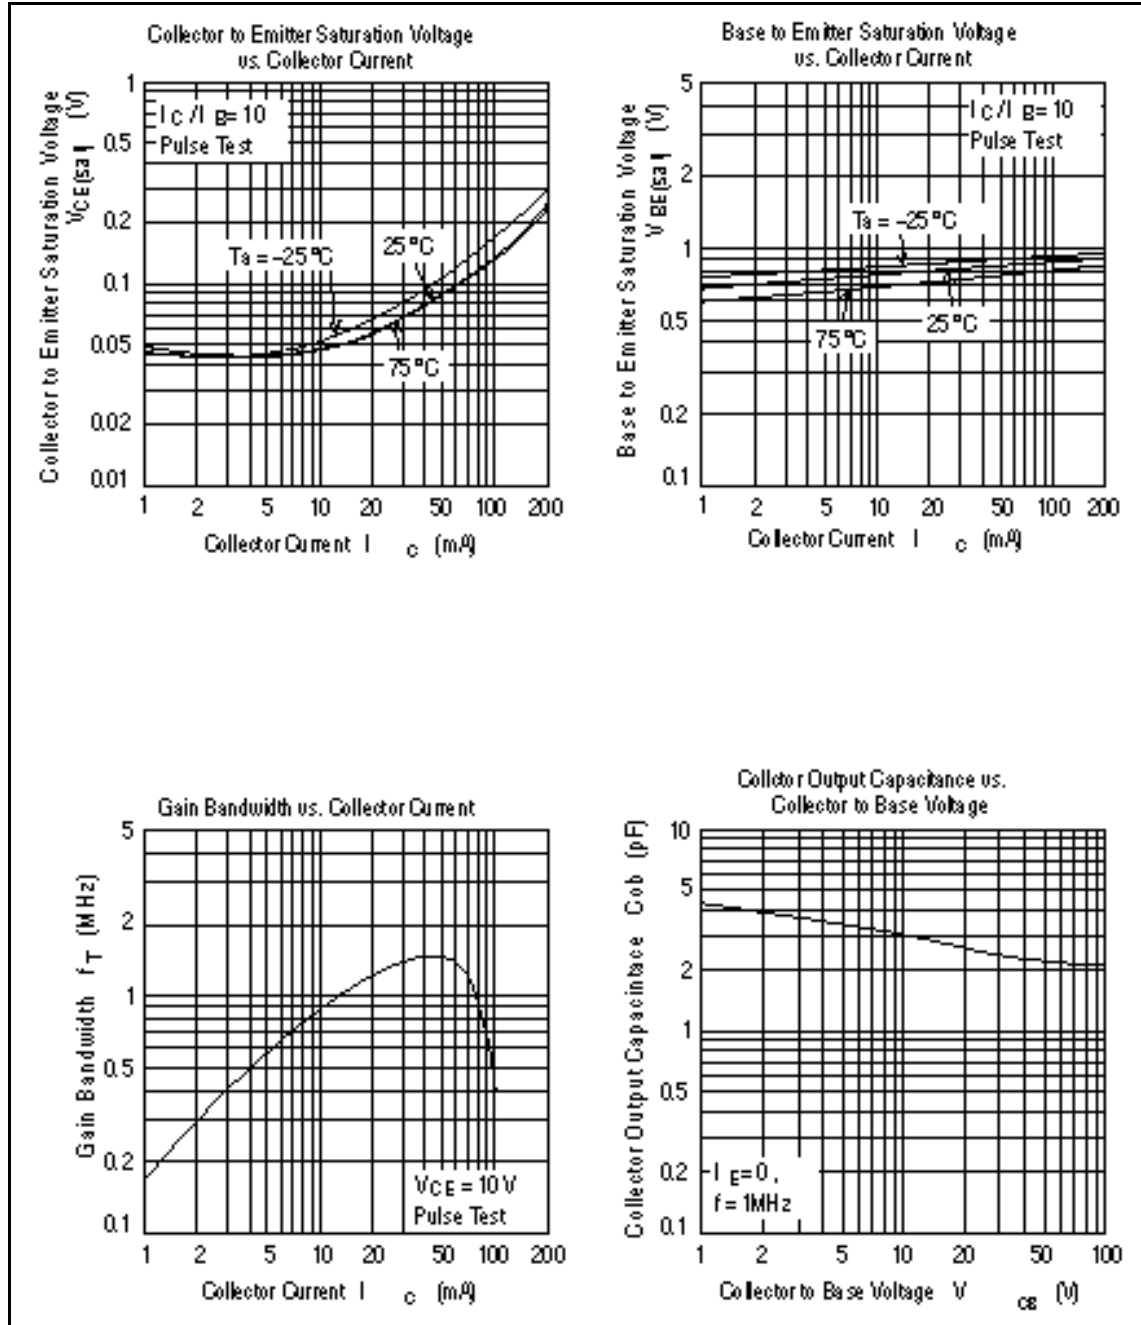 Collector to Emitter Saturation Voltage
vs. Collector Current
Collector to Emitter Saturation Voltage
VCE(sat) (V)
1
0.5
0.2
0.1
0.05
0.02
0.01
IC/IB= 10
Pulse Test
Ta = –25 °C
25 °C
75 °C
1 2 5 10 20 50 100 200
Collector Current I C (mA)
Base to Emitter Saturation Voltage
vs. Collector Current
Base to Emitter Saturation Voltage
VBE(sat) (V)
5
2
1
0.5
0.2
0.1
IC/IB= 10
Pulse Test
Ta = –25 °C
75 °C
25 °C
1 2 5 10 20 50 100 200
Collector Current I C (mA)
Gain Bandwidth vs. Collector Current
Gain Bandwidth fT (MHz)
5
2
1
0.5
0.2
0.1
VCE = 10 V
Pulse Test
1 2 5 10 20 50 100 200
Collector Current I C (mA)
Colletor Output Capacitance vs.
Collector to Base Voltage
Collector Output Capacintace Cob (pF)
10
5
2
1
0.5
0.2
0.1
I E=0 ,
f = 1MHz
1 2 5 10 20 50 100
Collector to Base Voltage V CB (V)